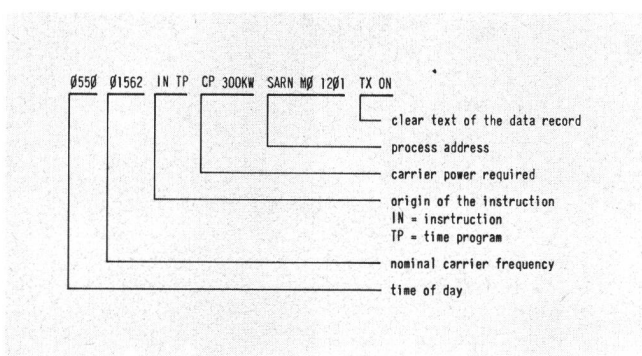 Ø55Ø Ø1562 IN TP CP 300KW SARN MØ 12Ø1 TX ON
clear text of the data record
process address
carrier power required
origin of the instruction
IN = insrtruction
TP = time program
nominal carrier frequency
time of day